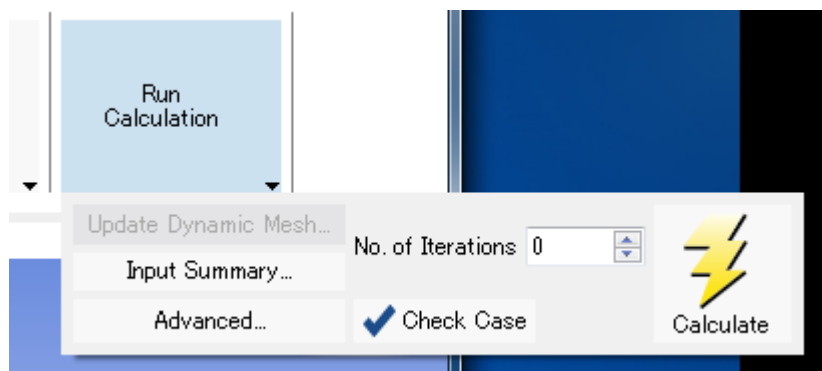 Run
Calculation
Update Dynamic Mesh...
Input Summary...
Advanced...
No. of Iterations 0
Check Case
Calculate